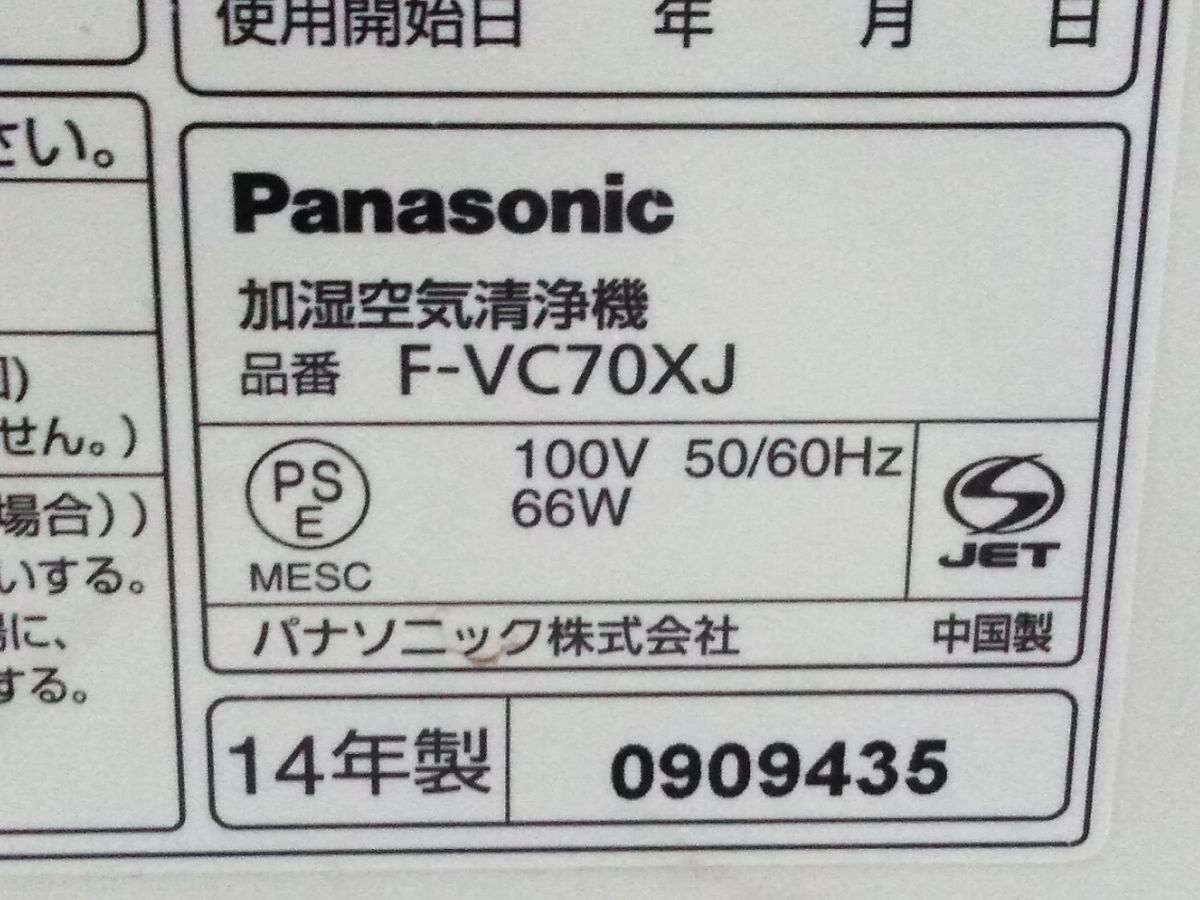 使用開始日 年 月 日
さい。
Panasonic
加湿空気清浄機
品番 F-VC70XJ
せん。)
100V 50/60Hz
66W
PS
E
MESC
JET
場合))
いする。
に、
する。
パナソニック株式会社 中国製
14年製 0909435